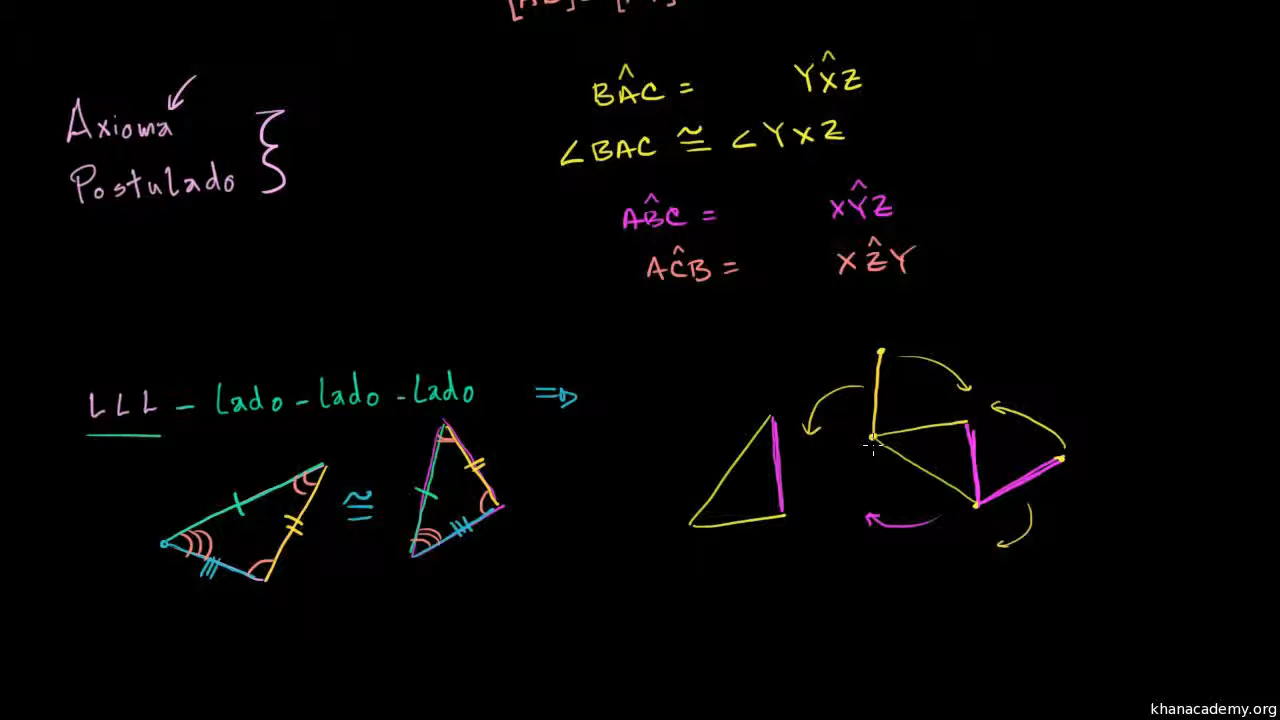 Axioma
Postulado
BÂC = YX̂Z
∠BAC ≅ ∠YXZ
AB̂C = XŶZ
AĈB = XẐY
LLL - Lado - Lado - Lado ⇒
≅
khanacademy.org